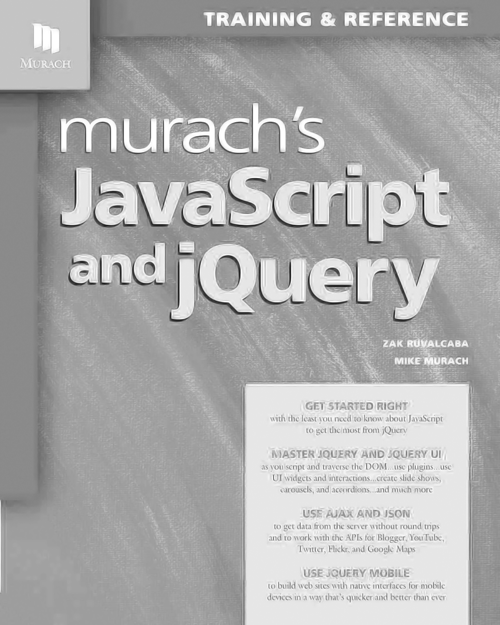 TRAINING & REFERENCE
MURACH
murach's
JavaScript
and jQuery
ZAK RUVALCABA
MIKE MURACH
GET STARTED RIGHT
with the least you need to know about JavaScript
to get the most from jQuery
MASTER JQUERY AND JQUERY UI
as you script and traverse the DOM...use plugins...use
UI widgets and interactions...create slide shows,
carousels, and accordions...and much more
USE AJAX AND JSON
to get data from the server without round trips
and to work with the APIs for Blogger, YouTube,
Twitter, Flickr, and Google Maps
USE JQUERY MOBILE
to build web sites with native interfaces for mobile
devices in a way that's quicker and better than ever